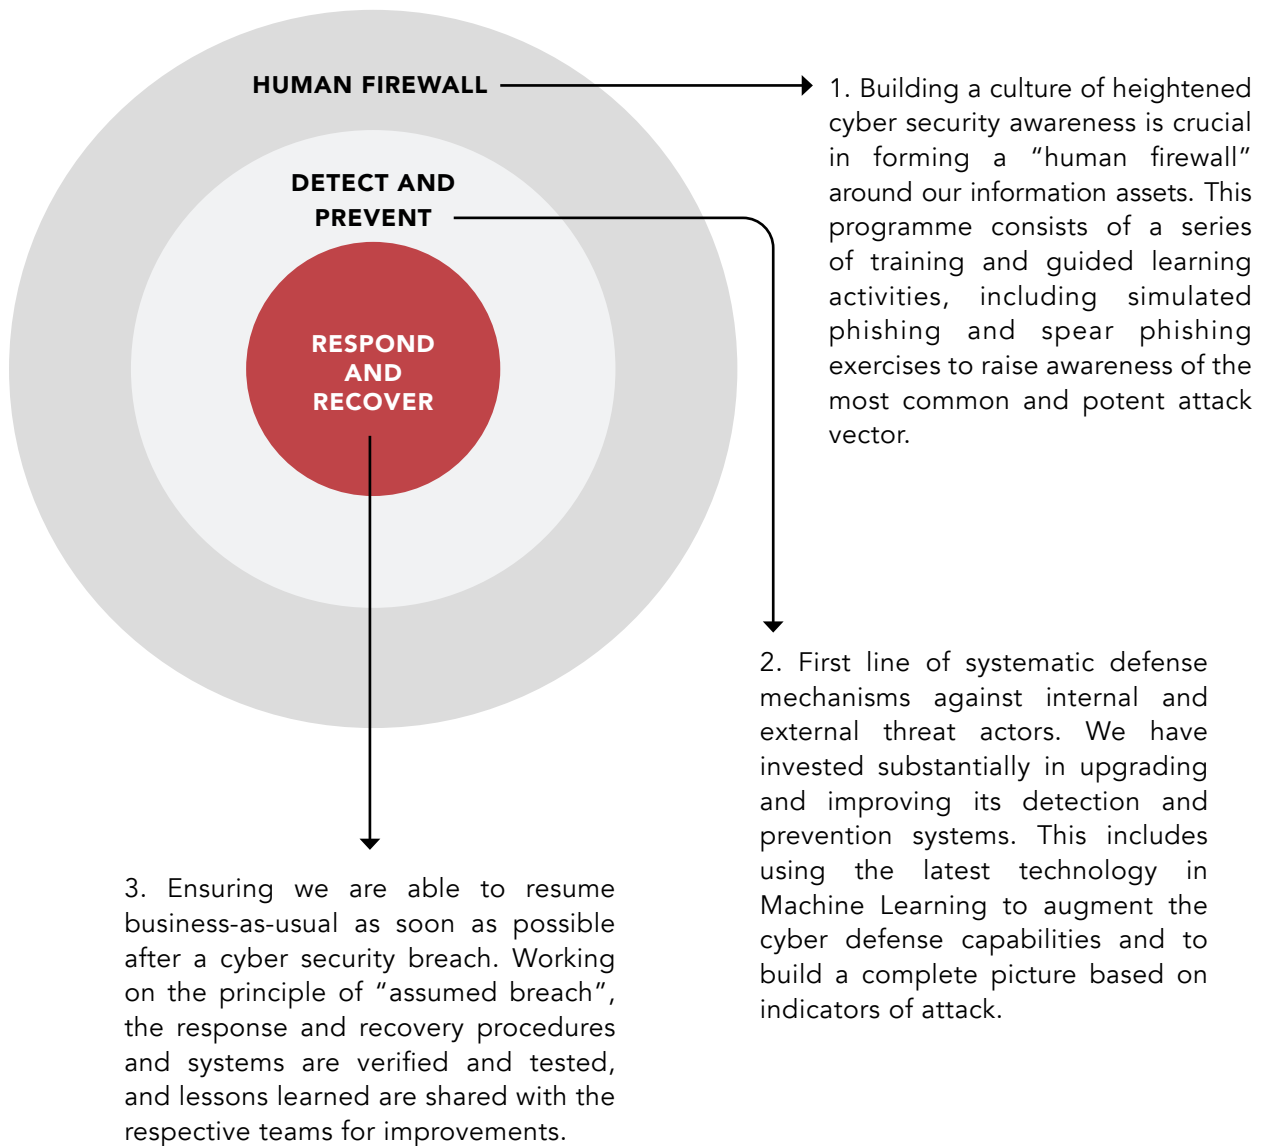 HUMAN FIREWALL
DETECT AND
PREVENT
RESPOND
AND
RECOVER
1. Building a culture of heightened
cyber security awareness is crucial
in forming a “human firewall”
around our information assets. This
programme consists of a series
of training and guided learning
activities, including simulated
phishing and spear phishing
exercises to raise awareness of the
most common and potent attack
vector.
2. First line of systematic defense
mechanisms against internal and
external threat actors. We have
invested substantially in upgrading
and improving its detection and
prevention systems. This includes
using the latest technology in
Machine Learning to augment the
cyber defense capabilities and to
build a complete picture based on
indicators of attack.
3. Ensuring we are able to resume
business-as-usual as soon as possible
after a cyber security breach. Working
on the principle of “assumed breach”,
the response and recovery procedures
and systems are verified and tested,
and lessons learned are shared with the
respective teams for improvements.